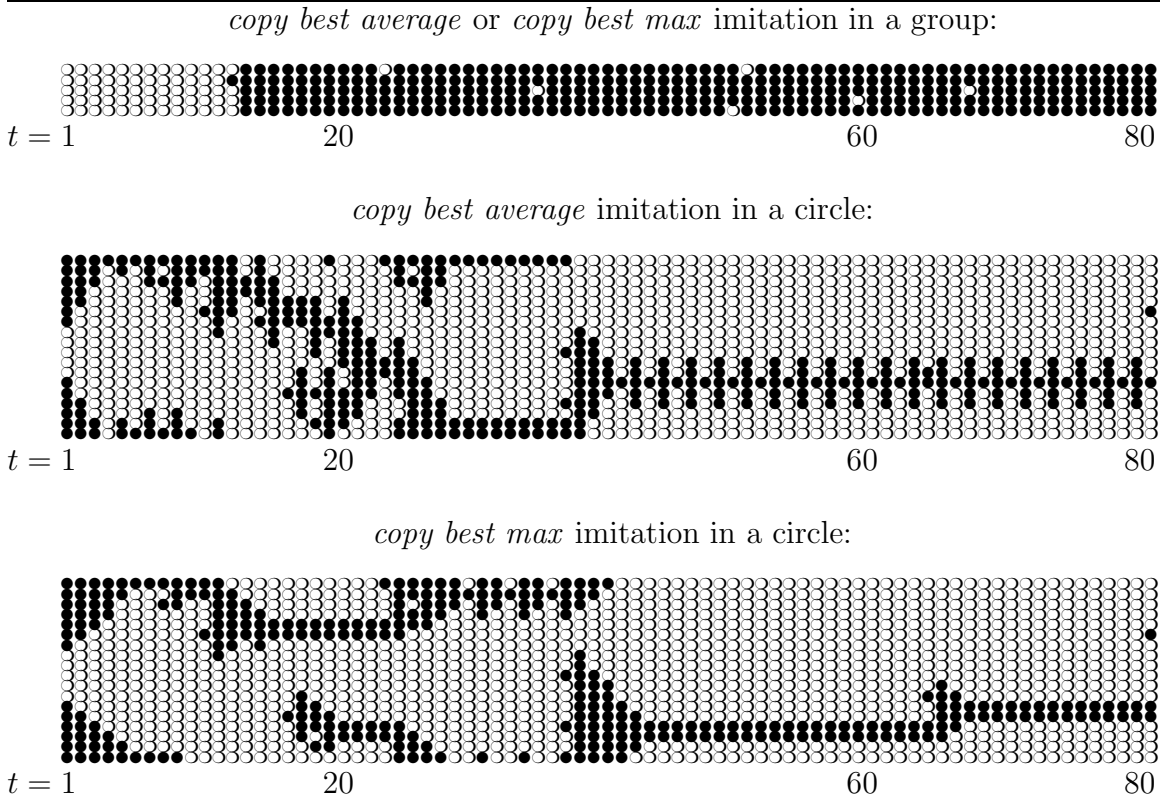 copy best average or copy best max imitation in a group:
t = 1 20 60 80
copy best average imitation in a circle:
t = 1 20 60 80
copy best max imitation in a circle:
t = 1 20 60 80